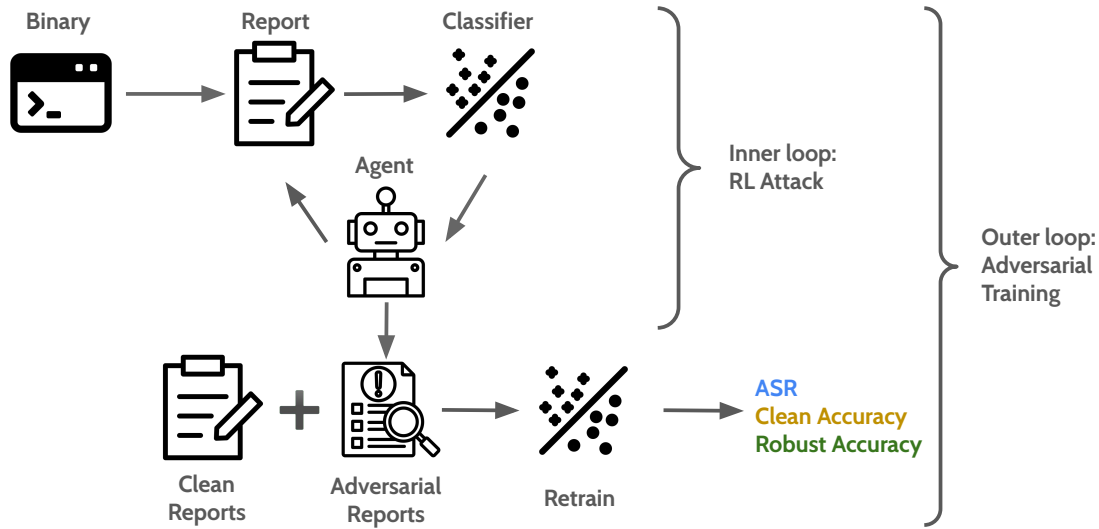 Binary
Report
Classifier
Agent
Inner loop:
RL Attack
Outer loop:
Adversarial
Training
ASR
Clean Accuracy
Robust Accuracy
Clean
Reports
Adversarial
Reports
Retrain